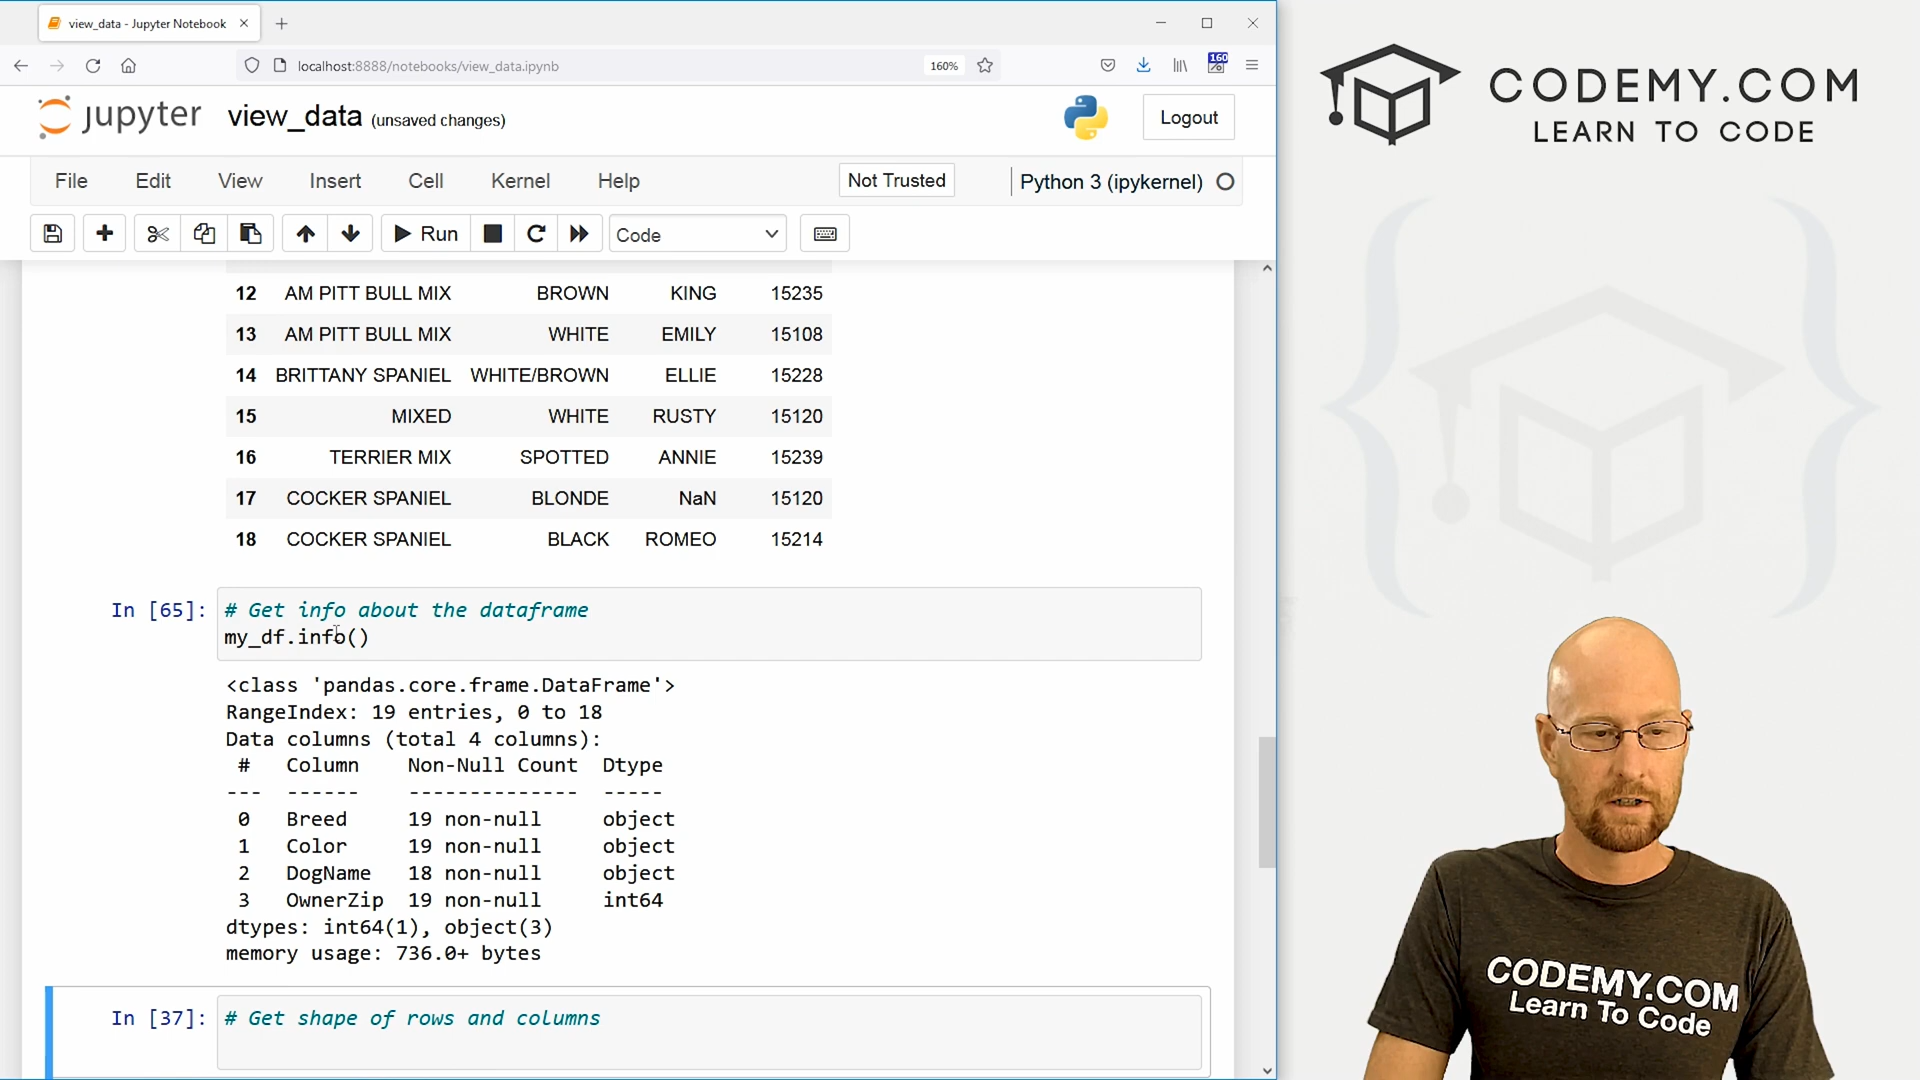 view_data - Jupyter Notebook
localhost:8888/notebooks/view_data.ipynb
160%
160
jupyter view_data (unsaved changes)
Logout
File Edit View Insert Cell Kernel Help
Not Trusted
Python 3 (ipykernel)
Run
Code
12 AM PITT BULL MIX BROWN KING 15235
13 AM PITT BULL MIX WHITE EMILY 15108
14 BRITTANY SPANIEL WHITE/BROWN ELLIE 15228
15 MIXED WHITE RUSTY 15120
16 TERRIER MIX SPOTTED ANNIE 15239
17 COCKER SPANIEL BLONDE NaN 15120
18 COCKER SPANIEL BLACK ROMEO 15214
In [65]: # Get info about the dataframe
my_df.info()
<class 'pandas.core.frame.DataFrame'>
RangeIndex: 19 entries, 0 to 18
Data columns (total 4 columns):
# Column Non-Null Count Dtype
--- ------ -------------- -----
0 Breed 19 non-null object
1 Color 19 non-null object
2 DogName 18 non-null object
3 OwnerZip 19 non-null int64
dtypes: int64(1), object(3)
memory usage: 736.0+ bytes
In [37]: # Get shape of rows and columns
CODEMY.COM
LEARN TO CODE
CODEMY.COM
Learn To Code